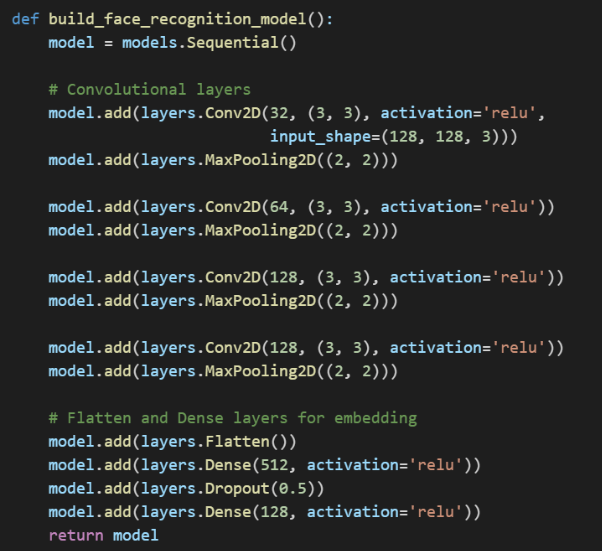 def build_face_recognition_model():
    model = models.Sequential()

    # Convolutional layers
    model.add(layers.Conv2D(32, (3, 3), activation='relu',
                            input_shape=(128, 128, 3)))
    model.add(layers.MaxPooling2D((2, 2)))

    model.add(layers.Conv2D(64, (3, 3), activation='relu'))
    model.add(layers.MaxPooling2D((2, 2)))

    model.add(layers.Conv2D(128, (3, 3), activation='relu'))
    model.add(layers.MaxPooling2D((2, 2)))

    model.add(layers.Conv2D(128, (3, 3), activation='relu'))
    model.add(layers.MaxPooling2D((2, 2)))

    # Flatten and Dense layers for embedding
    model.add(layers.Flatten())
    model.add(layers.Dense(512, activation='relu'))
    model.add(layers.Dropout(0.5))
    model.add(layers.Dense(128, activation='relu'))
    return model